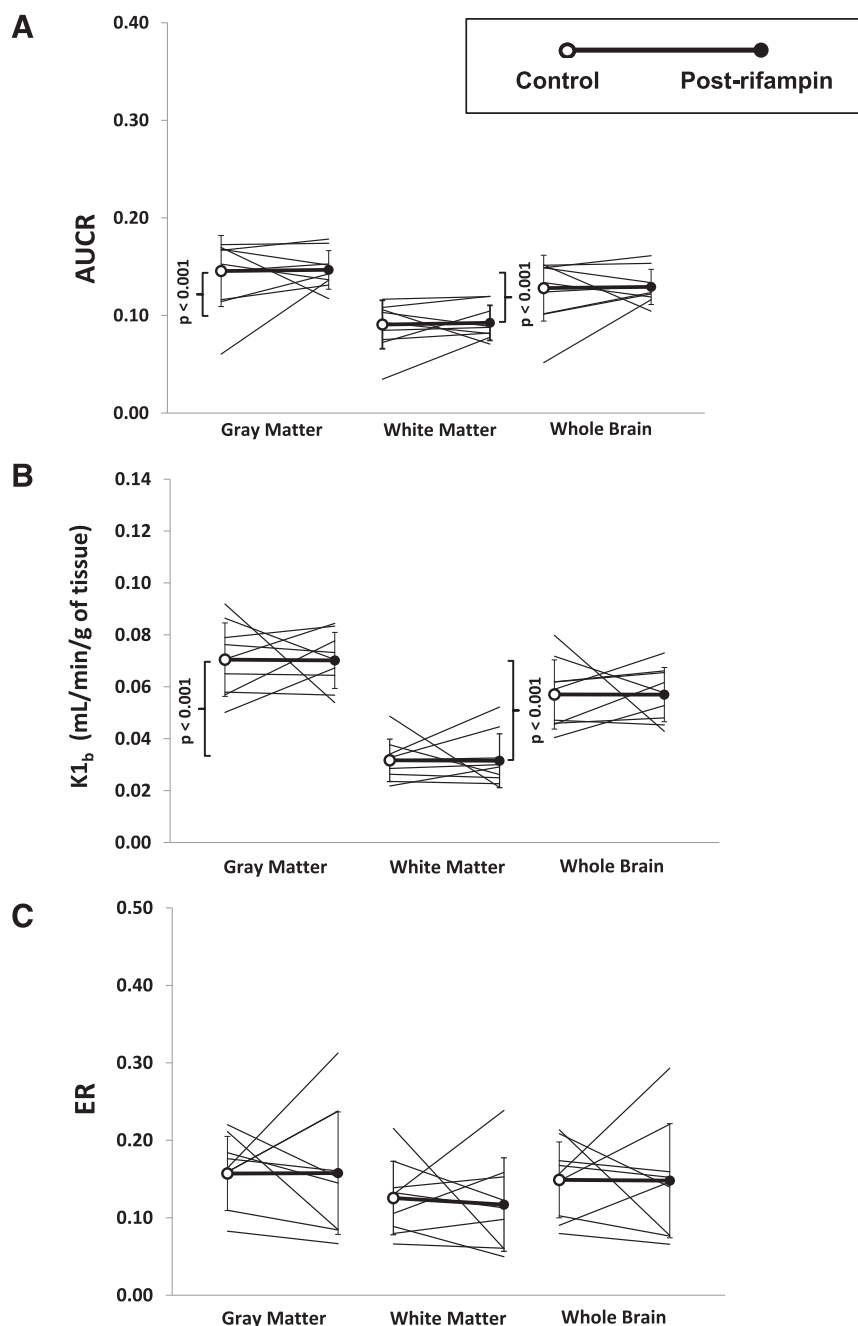 A
Control Post-rifampin
0.40
0.30
0.20
0.10
0.00
AUCR
p < 0.001
p < 0.001
Gray Matter White Matter Whole Brain
B
0.14
0.12
0.10
0.08
0.06
0.04
0.02
0.00
K1b (mL/min/g of tissue)
p < 0.001
p < 0.001
Gray Matter White Matter Whole Brain
C
0.50
0.40
0.30
0.20
0.10
0.00
ER
Gray Matter White Matter Whole Brain